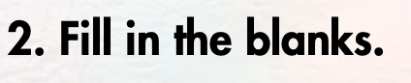 2. Fill in the blanks.